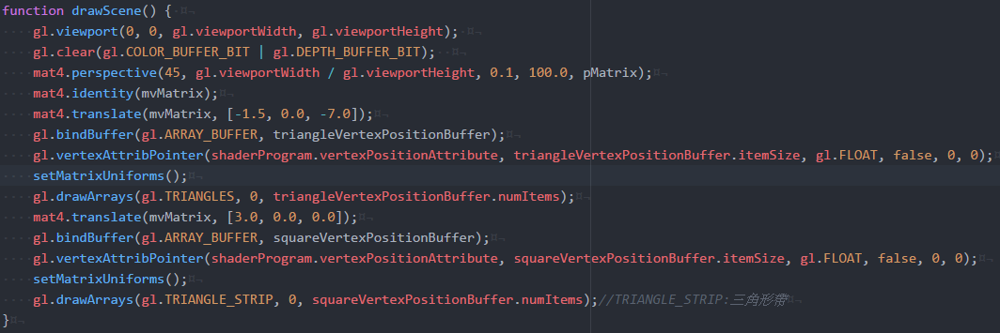 function drawScene() {
gl.viewport(0, 0, gl.viewportWidth, gl.viewportHeight);
gl.clear(gl.COLOR_BUFFER_BIT | gl.DEPTH_BUFFER_BIT);
mat4.perspective(45, gl.viewportWidth / gl.viewportHeight, 0.1, 100.0, pMatrix);
mat4.identity(mvMatrix);
mat4.translate(mvMatrix, [-1.5, 0.0, -7.0]);
gl.bindBuffer(gl.ARRAY_BUFFER, triangleVertexPositionBuffer);
gl.vertexAttribPointer(shaderProgram.vertexPositionAttribute, triangleVertexPositionBuffer.itemSize, gl.FLOAT, false, 0, 0);
setMatrixUniforms();
gl.drawArrays(gl.TRIANGLES, 0, triangleVertexPositionBuffer.numItems);
mat4.translate(mvMatrix, [3.0, 0.0, 0.0]);
gl.bindBuffer(gl.ARRAY_BUFFER, squareVertexPositionBuffer);
gl.vertexAttribPointer(shaderProgram.vertexPositionAttribute, squareVertexPositionBuffer.itemSize, gl.FLOAT, false, 0, 0);
setMatrixUniforms();
gl.drawArrays(gl.TRIANGLE_STRIP, 0, squareVertexPositionBuffer.numItems);//TRIANGLE_STRIP:三角形带
}